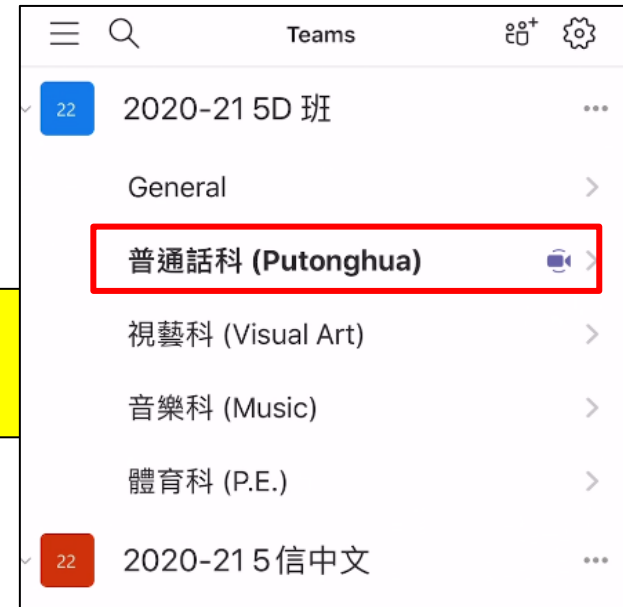 Teams
22 2020-21 5D 班
General
普通話科 (Putonghua)
視藝科 (Visual Art)
音樂科 (Music)
體育科 (P.E.)
22 2020-21 5信中文